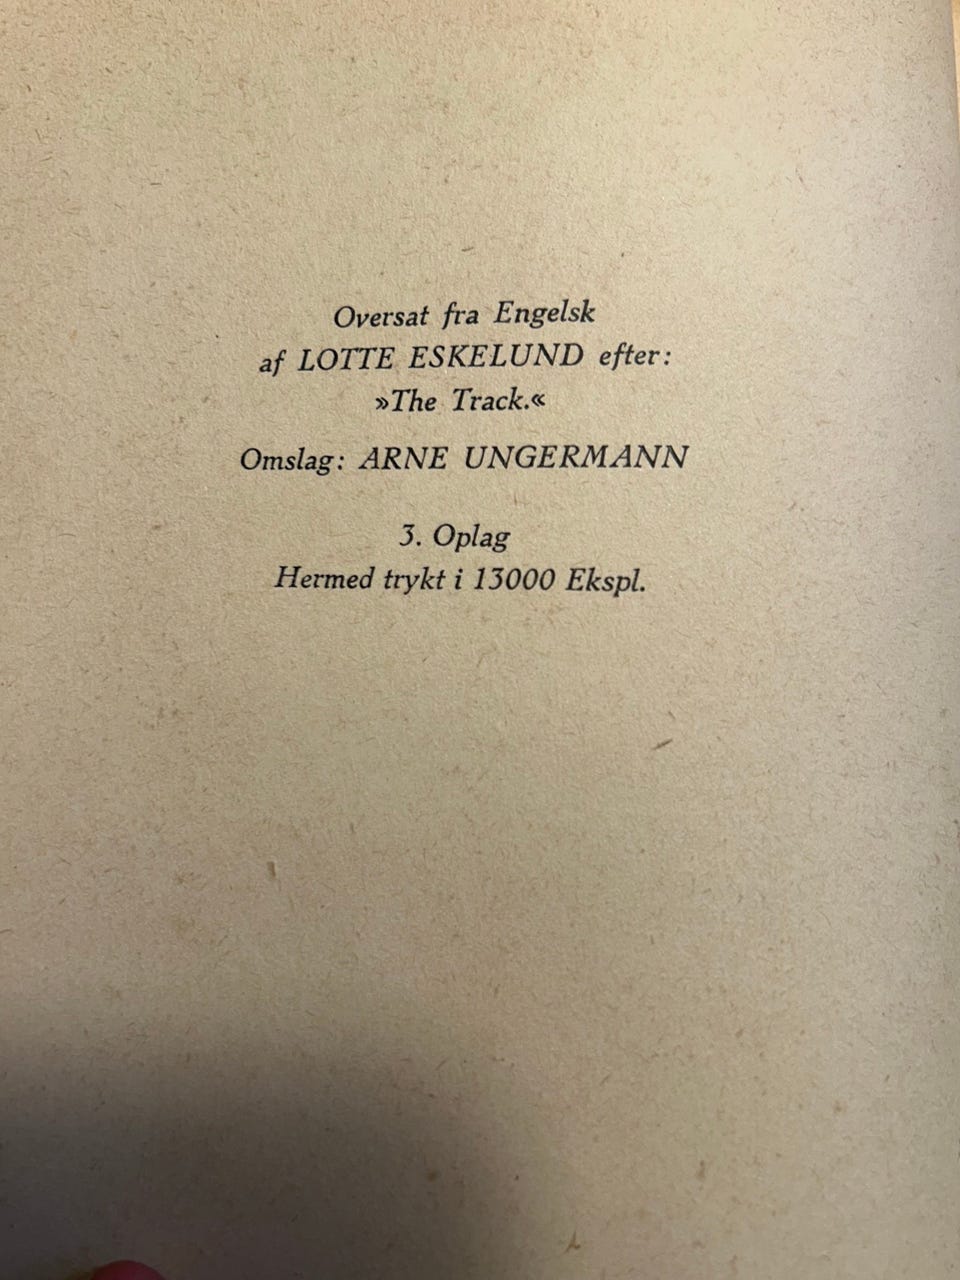 Oversat fra Engelsk
af LOTTE ESKELUND efter:
»The Track.«
Omslag: ARNE UNGERMANN
3. Oplag
Hermed trykt i 13000 Ekspl.